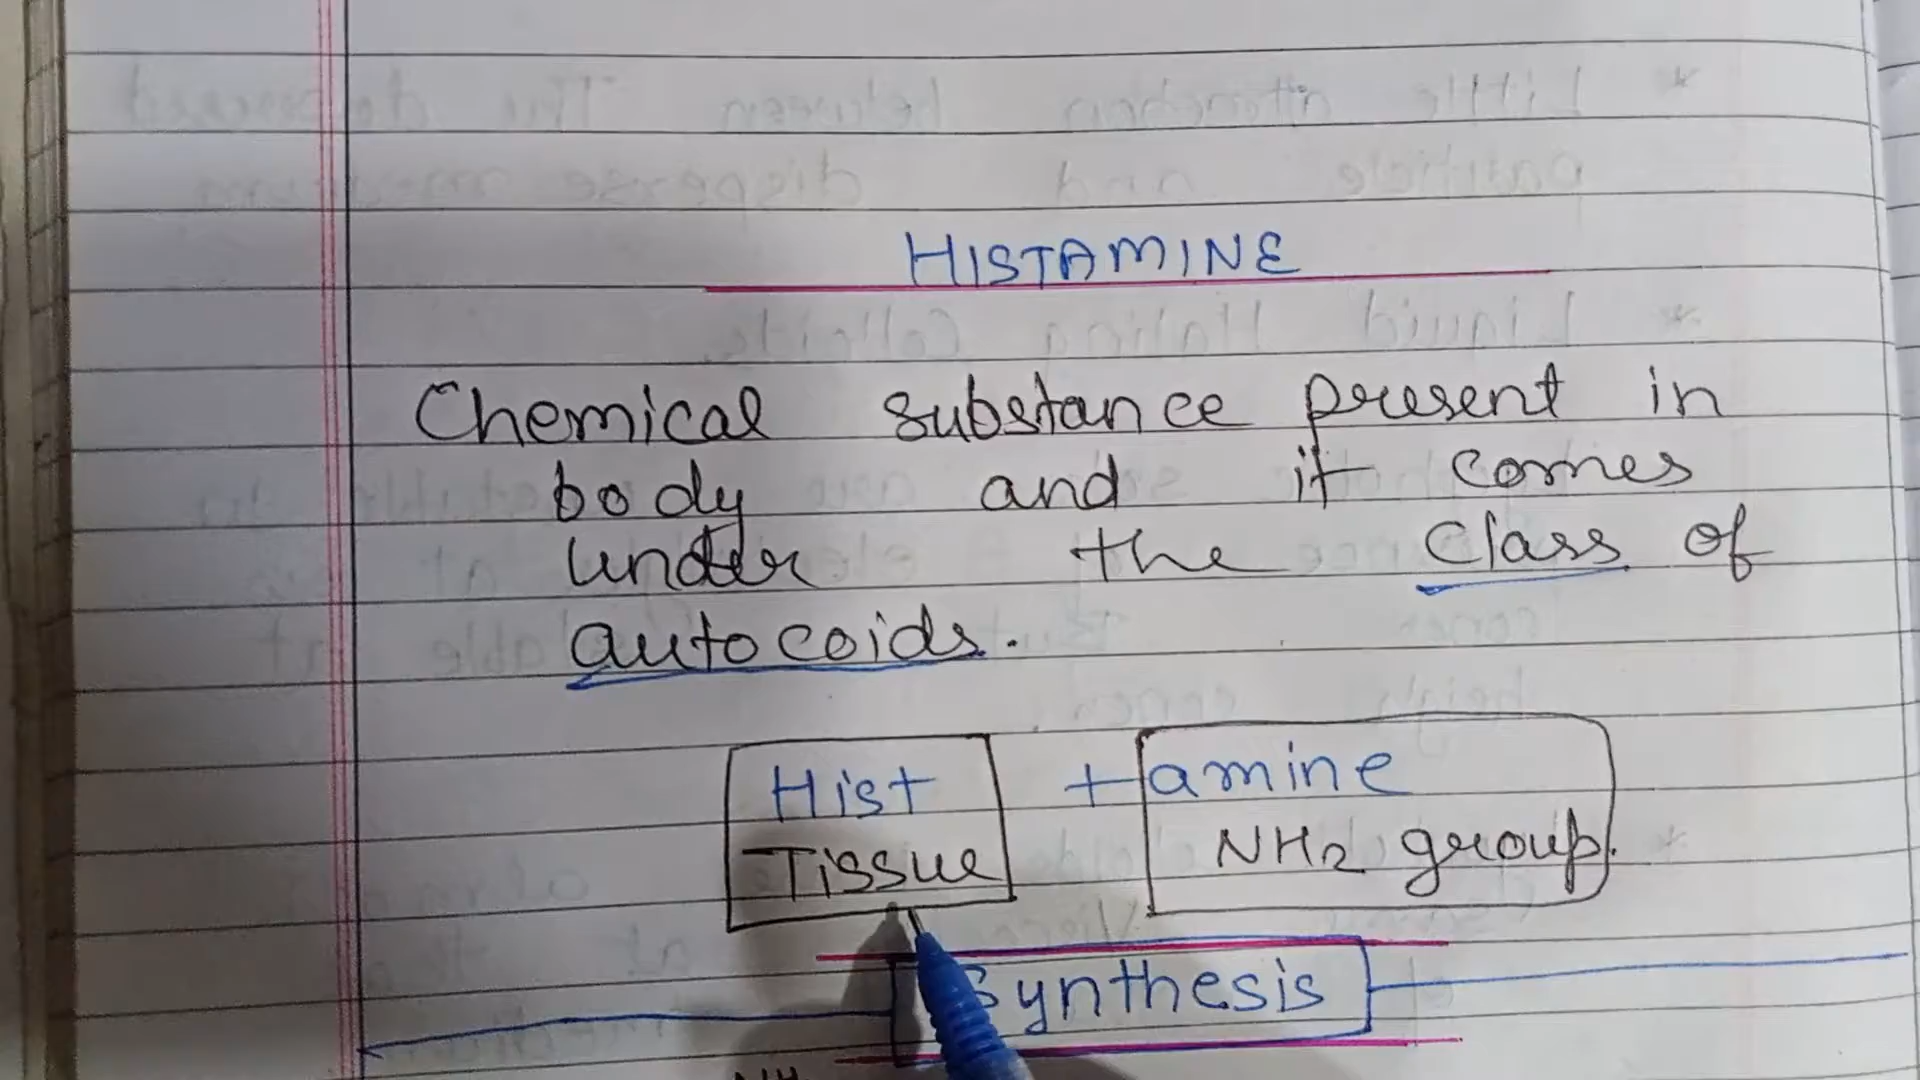 HISTAMINE
Chemical substance present in
body and it comes
under the class of
autocoids.
Hist + amine
Tissue NH2 group.
Synthesis
NH